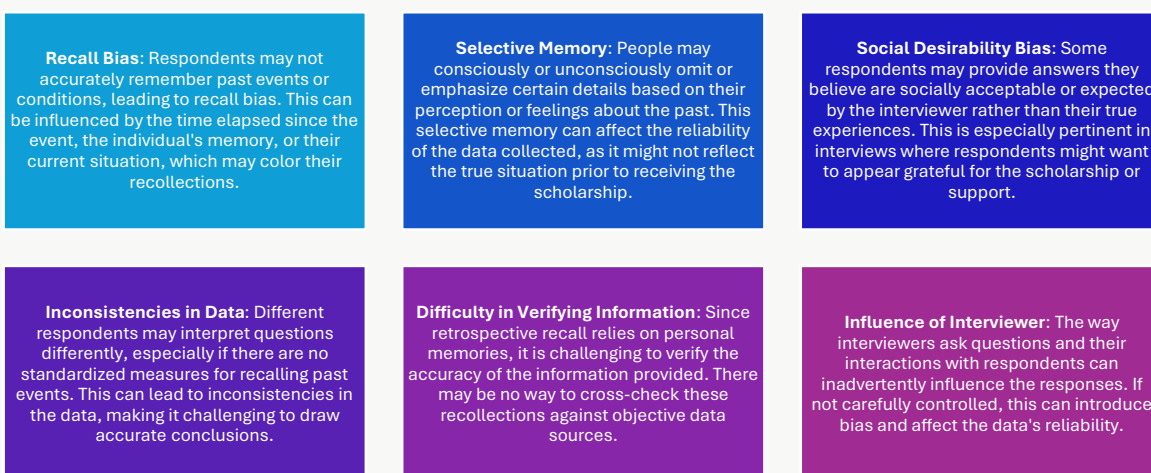 Recall Bias: Respondents may not
accurately remember past events or
conditions, leading to recall bias. This can
be influenced by the time elapsed since the
event, the individual's memory, or their
current situation, which may color their
recollections.
Selective Memory: People may
consciously or unconsciously omit or
emphasize certain details based on their
perception or feelings about the past. This
selective memory can affect the reliability
of the data collected, as it might not reflect
the true situation prior to receiving the
scholarship.
Social Desirability Bias: Some
respondents may provide answers they
believe are socially acceptable or expected
by the interviewer rather than their true
experiences. This is especially pertinent in
interviews where respondents might want
to appear grateful for the scholarship or
support.
Inconsistencies in Data: Different
respondents may interpret questions
differently, especially if there are no
standardized measures for recalling past
events. This can lead to inconsistencies in
the data, making it challenging to draw
accurate conclusions.
Difficulty in Verifying Information: Since
retrospective recall relies on personal
memories, it is challenging to verify the
accuracy of the information provided. There
may be no way to cross-check these
recollections against objective data
sources.
Influence of Interviewer: The way
interviewers ask questions and their
interactions with respondents can
inadvertently influence the responses. If
not carefully controlled, this can introduce
bias and affect the data's reliability.